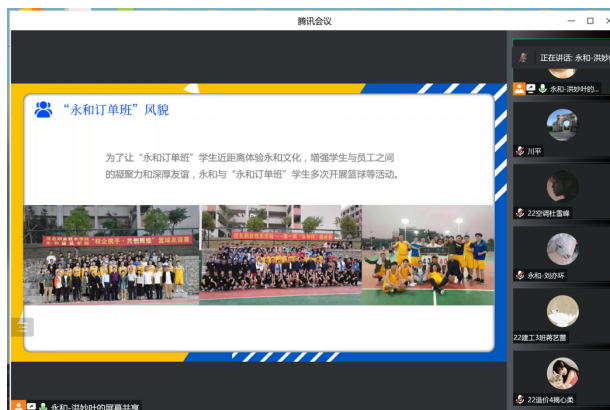 腾讯会议
正在讲话: 永和-洪妙
"永和订单班"风貌
为了让"永和订单班"学生近距离体验永和文化，增强学生与员工之间
的凝聚力和深厚友谊，永和与"永和订单班"学生多次开展篮球等活动。
永和-洪妙叶的...
川平
22空调杜雪峰
永和-刘亦环
22建工3班蒋艺蕾
22造价4揭心柔
永和-洪妙叶的屏幕共享